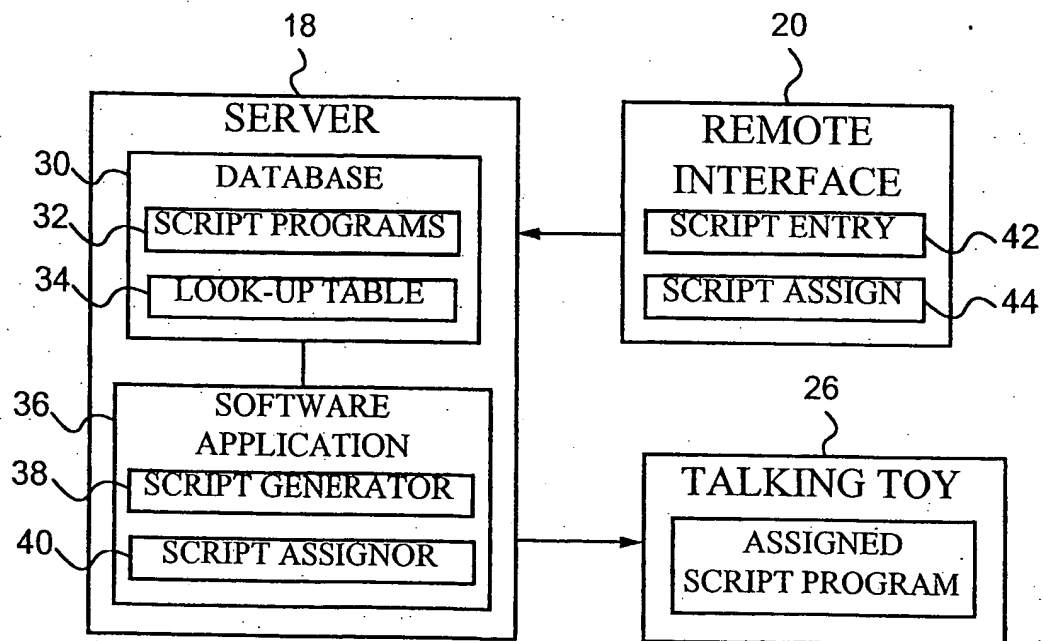 18
20
SERVER
REMOTE
INTERFACE
30
DATABASE
32
SCRIPT PROGRAMS
SCRIPT ENTRY
42
34
LOOK-UP TABLE
SCRIPT ASSIGN
44
36
SOFTWARE
APPLICATION
26
38
SCRIPT GENERATOR
TALKING TOY
40
SCRIPT ASSIGNOR
ASSIGNED
SCRIPT PROGRAM